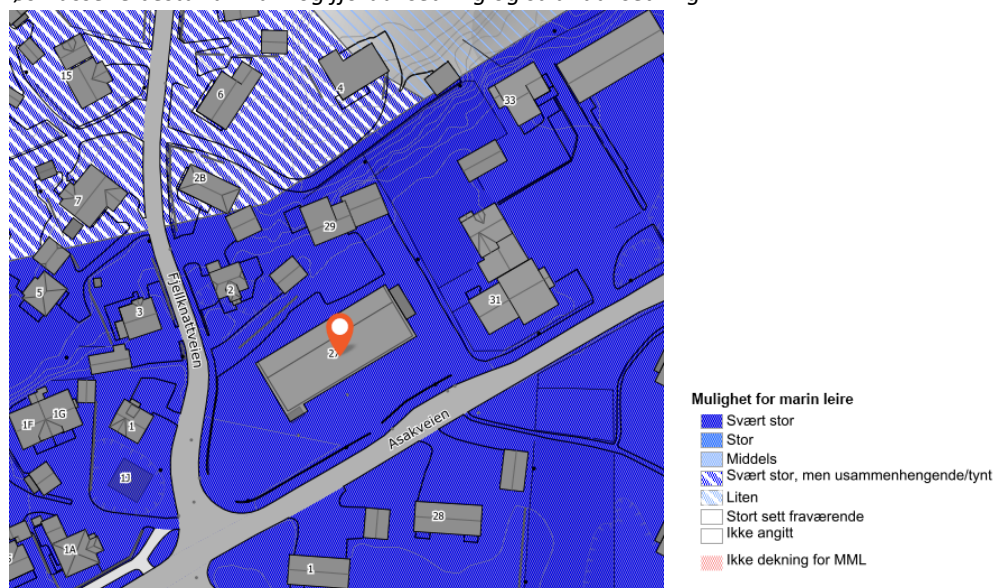 15
4
6
33
2B
7
29
2
5
31
3
Fjellknattveien
1G
1F
1
Asakveien
13
28
1A
1
Mulighet for marin leire
Svært stor
Stor
Middels
Svært stor, men usammenhengende/tynt
Liten
Stort sett fraværende
Ikke angitt
Ikke dekning for MML